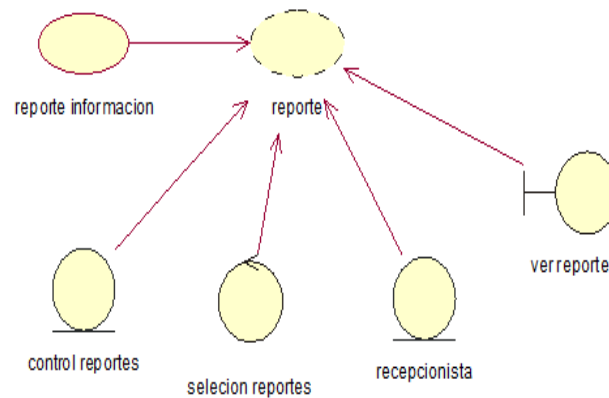 reporte informacion
reporte
ver reporte
control reportes
selecion reportes
recepcionista